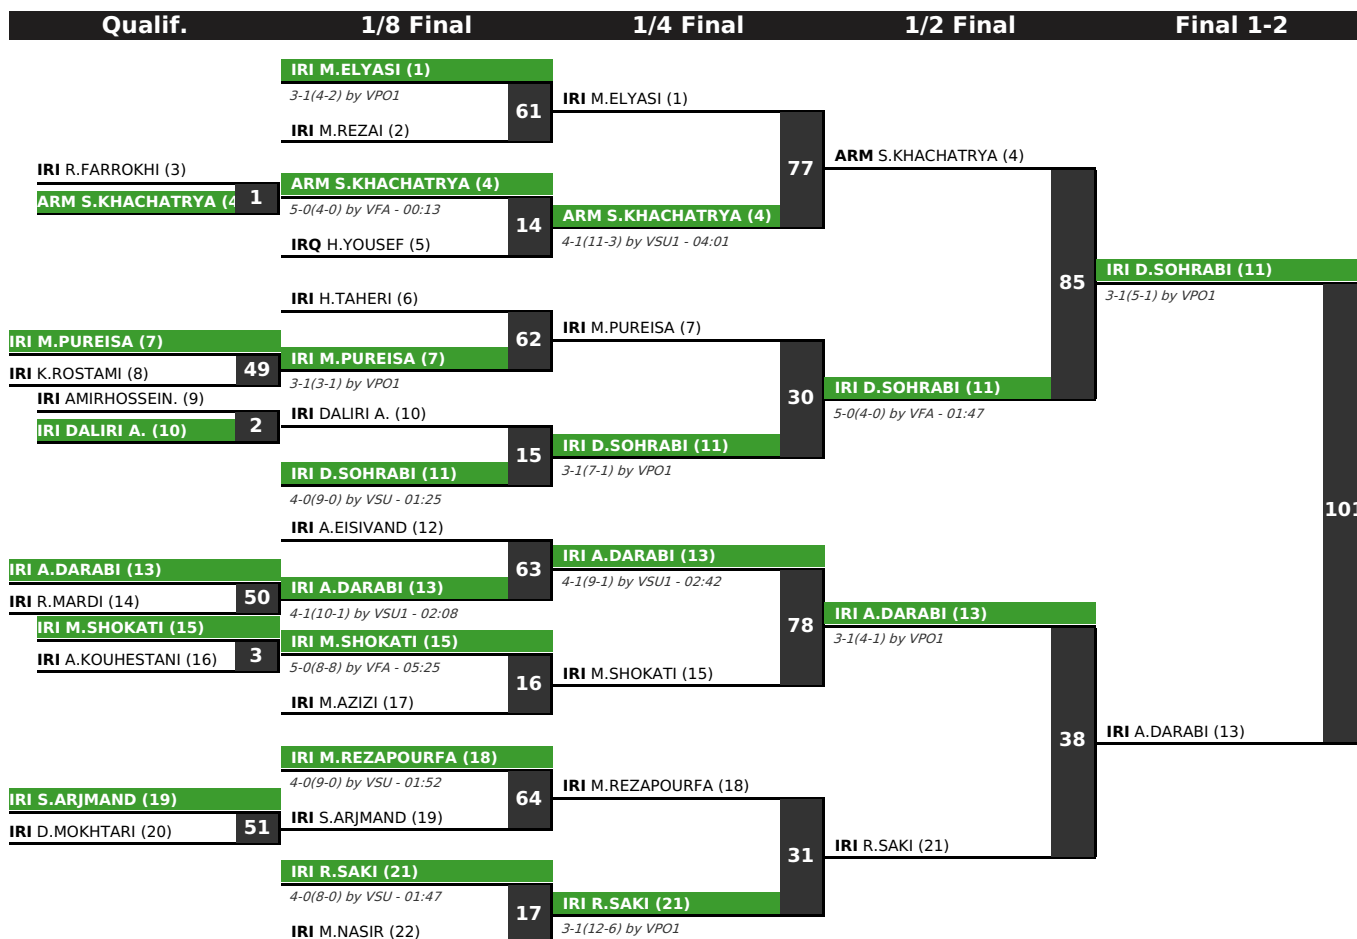 Qualif.
1/8 Final
1/4 Final
1/2 Final
Final 1-2
IRI R.FARROKHI (3)
ARM S.KHACHATRYA (4
1
IRI M.PUREISA (7)
IRI K.ROSTAMI (8)
49
IRI AMIRHOSSEIN. (9)
IRI DALIRI A. (10)
2
IRI A.DARABI (13)
IRI R.MARDI (14)
50
IRI M.SHOKATI (15)
IRI A.KOUHESTANI (16)
3
IRI S.ARJMAND (19)
IRI D.MOKHTARI (20)
51
IRI M.ELYASI (1)
3-1(4-2) by VPO1
IRI M.REZAI (2)
61
ARM S.KHACHATRYA (4)
5-0(4-0) by VFA - 00:13
IRQ H.YOUSEF (5)
14
IRI H.TAHERI (6)
IRI M.PUREISA (7)
3-1(3-1) by VPO1
62
IRI DALIRI A. (10)
IRI D.SOHRABI (11)
4-0(9-0) by VSU - 01:25
15
IRI A.EISIVAND (12)
IRI A.DARABI (13)
4-1(10-1) by VSU1 - 02:08
63
IRI M.SHOKATI (15)
5-0(8-8) by VFA - 05:25
IRI M.AZIZI (17)
16
IRI M.REZAPOURFA (18)
4-0(9-0) by VSU - 01:52
IRI S.ARJMAND (19)
64
IRI R.SAKI (21)
4-0(8-0) by VSU - 01:47
IRI M.NASIR (22)
17
IRI M.ELYASI (1)
ARM S.KHACHATRYA (4)
4-1(11-3) by VSU1 - 04:01
77
IRI M.PUREISA (7)
IRI D.SOHRABI (11)
3-1(7-1) by VPO1
30
IRI A.DARABI (13)
4-1(9-1) by VSU1 - 02:42
IRI M.SHOKATI (15)
78
IRI M.REZAPOURFA (18)
IRI R.SAKI (21)
3-1(12-6) by VPO1
31
ARM S.KHACHATRYA (4)
IRI D.SOHRABI (11)
5-0(4-0) by VFA - 01:47
85
IRI A.DARABI (13)
3-1(4-1) by VPO1
IRI R.SAKI (21)
38
IRI D.SOHRABI (11)
3-1(5-1) by VPO1
IRI A.DARABI (13)
101